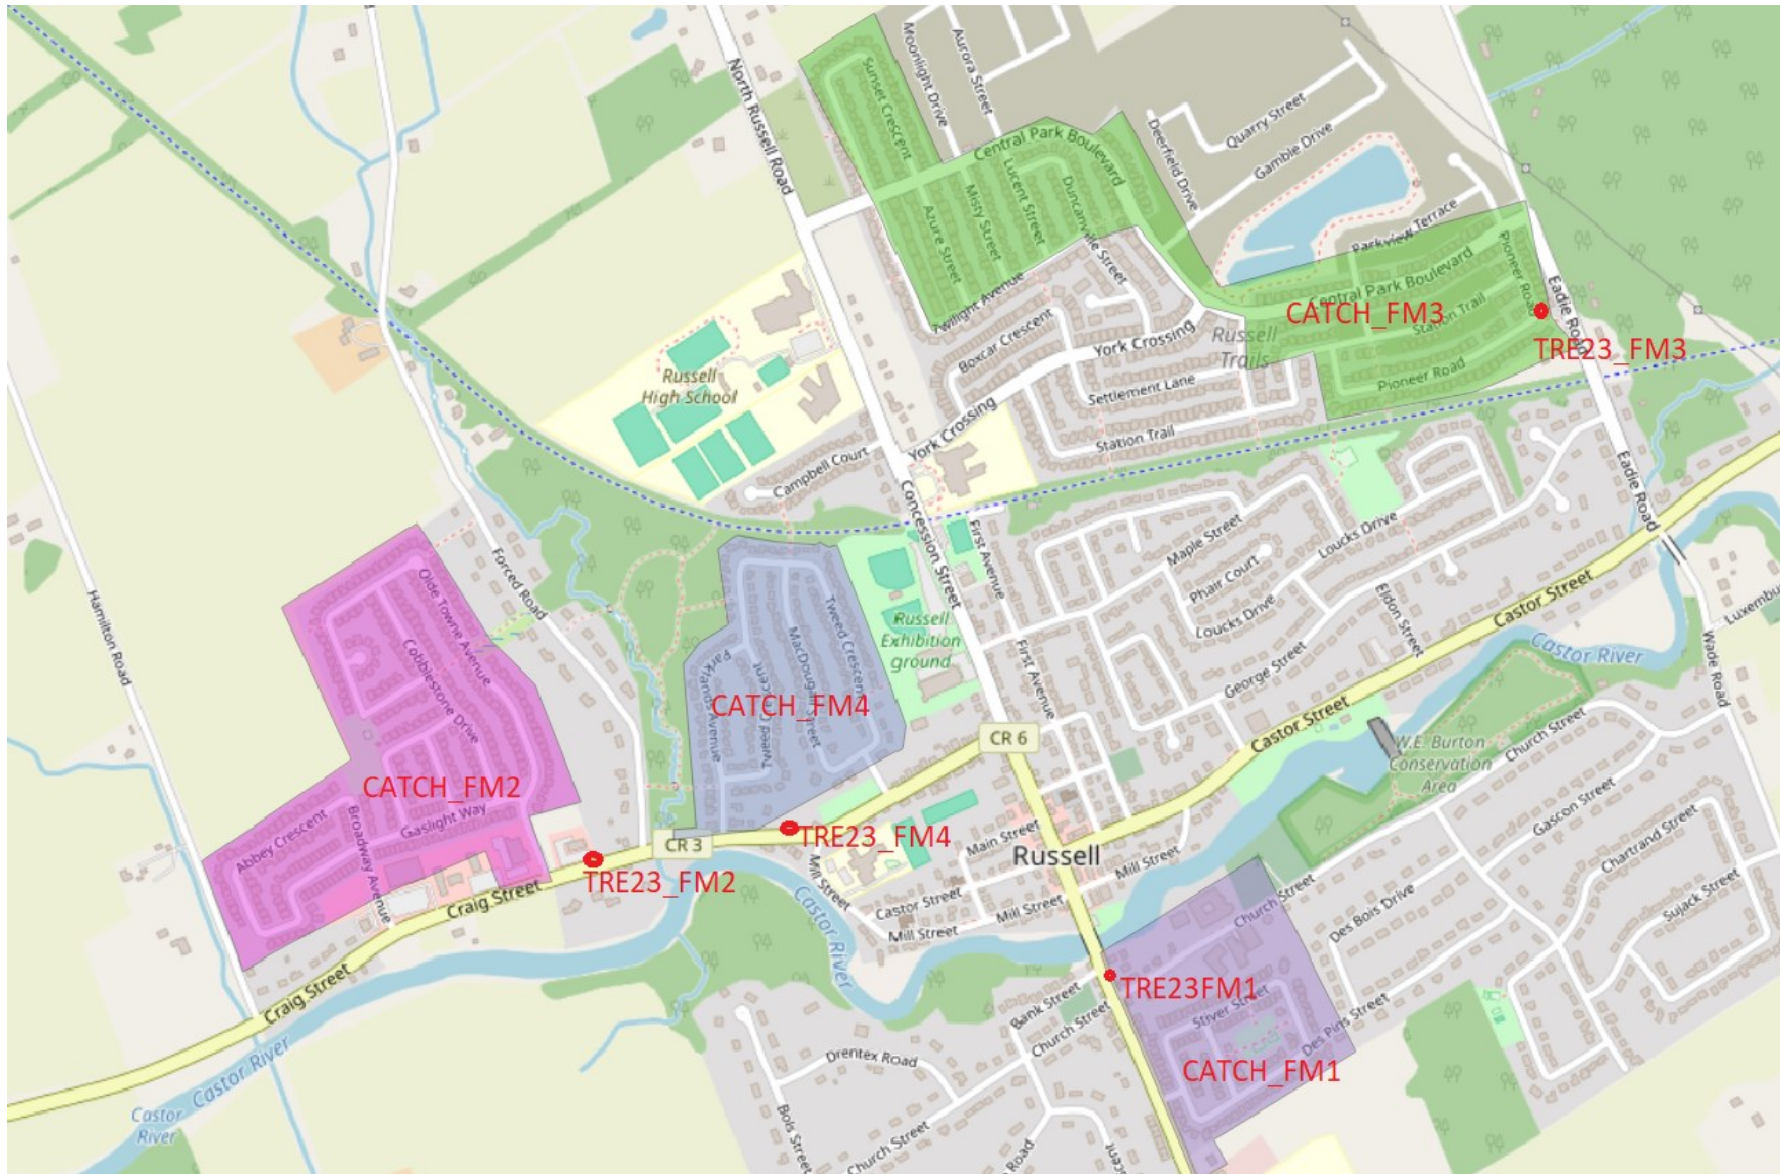 Moonlight Drive
Aurora Street
Sunset Crescent
North Russell Road
Quarry Street
Central Park Boulevard
Deerfield Drive
Gamble Drive
Lucent Street
Duncanville Street
Misty Street
Azure Street
Parkview Terrace
Pioneer Road
Central Park Boulevard
Eadie Road
CATCH_FM3
Station Trail
Twilight Avenue
TRE23_FM3
Boxcar Crescent
York Crossing
Russell
Trails
Russell
High School
Settlement Lane
Pioneer Road
York Crossing
Station Trail
Campbell Court
Eadie Road
Concession Street
First Avenue
Maple Street
Loucks Drive
Forced Road
Phair Court
Olde Towne Avenue
Hamilton Road
Tweed Crescent
Russell
Exhibition
ground
Loucks Drive
Eldon Street
Castor Street
Luxembu
Cobblestone Drive
MacDougall Street
Parklands Avenue
Tweed Crescent
First Avenue
George Street
Castor River
Wade Road
CATCH_FM4
CR 6
Castor Street
W.E. Burton
Conservation
Area
Church Street
CATCH_FM2
Abbey Crescent
Broadway Avenue
Gaslight Way
Gascon Street
TRE23_FM4
CR 3
Main Street
Russell
Mill Street
Chartrand Street
TRE23_FM2
Mill Street
Craig Street
Castor Street
Mill Street
Mill Street
Church Street
Des Bois Drive
Sujack Street
Castor River
TRE23FM1
Craig Street
Bank Street
Stiver Street
Church Street
Des Pins Street
Castor River
Drentex Road
CATCH_FM1
Castor
River
Bols Street
Church Street
Road
cent